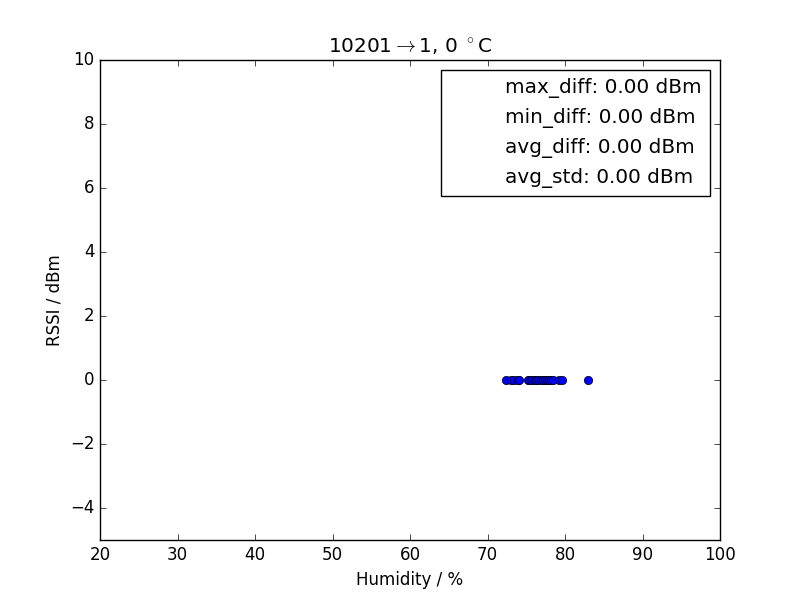 10201→1, 0 °C
max_diff: 0.00 dBm
min_diff: 0.00 dBm
avg_diff: 0.00 dBm
avg_std: 0.00 dBm
RSSI / dBm
10
8
6
4
2
0
−2
−4
20 30 40 50 60 70 80 90 100
Humidity / %